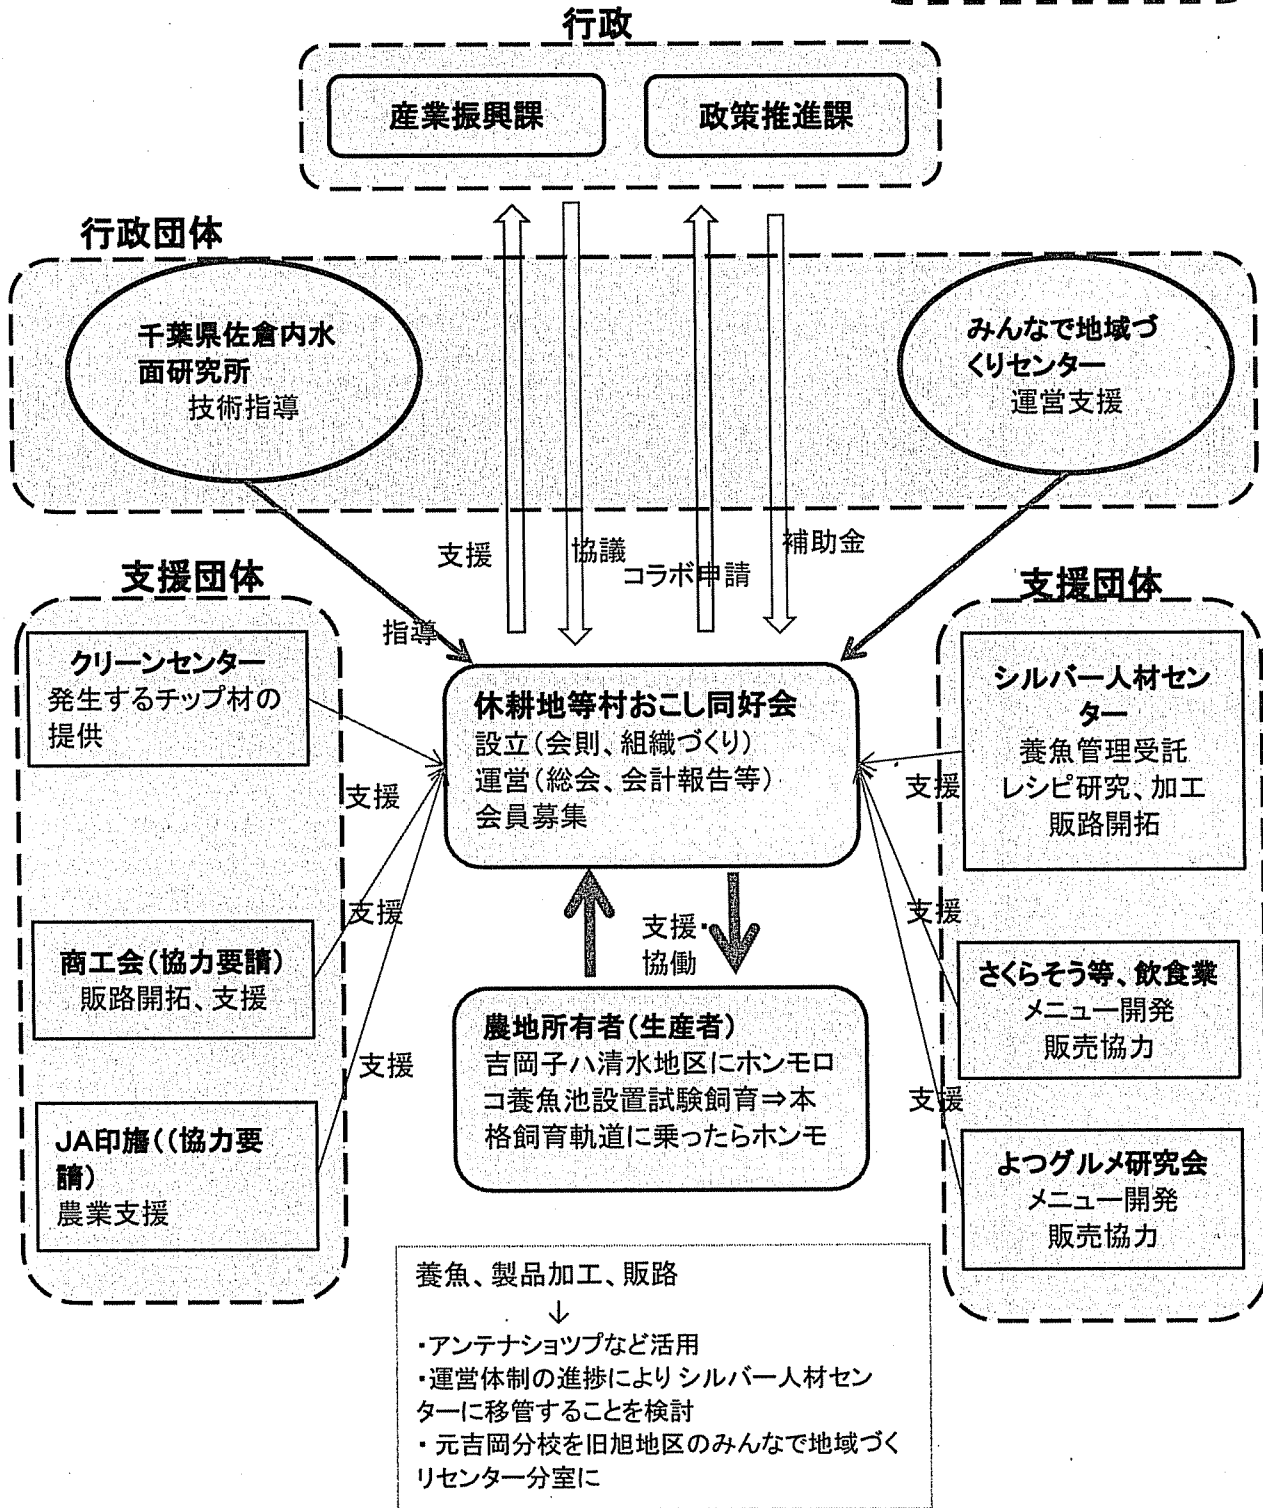 行政
産業振興課
政策推進課
行政団体
千葉県佐倉内水
面研究所
技術指導
みんなで地域づ
くりセンター
運営支援
支援
協議
コラボ申請
補助金
指導
支援団体
クリーンセンター
発生するチップ材の
提供
商工会(協力要請)
販路開拓、支援
JA印旛((協力要
請)
農業支援
支援
支援
支援
休耕地等村おこし同好会
設立(会則、組織づくり)
運営(総会、会計報告等)
会員募集
支援・
協働
農地所有者(生産者)
吉岡子ハ清水地区にホンモロ
コ養魚池設置試験飼育⇒本
格飼育軌道に乗ったらホンモ
支援団体
シルバー人材セン
ター
養魚管理受託
レシピ研究、加工
販路開拓
さくらそう等、飲食業
メニュー開発
販売協力
よつグルメ研究会
メニュー開発
販売協力
支援
支援
支援
養魚、製品加工、販路
↓
・アンテナショツプなど活用
・運営体制の進捗によりシルバー人材セン
ターに移管することを検討
・元吉岡分校を旧旭地区のみんなで地域づく
りセンター分室に